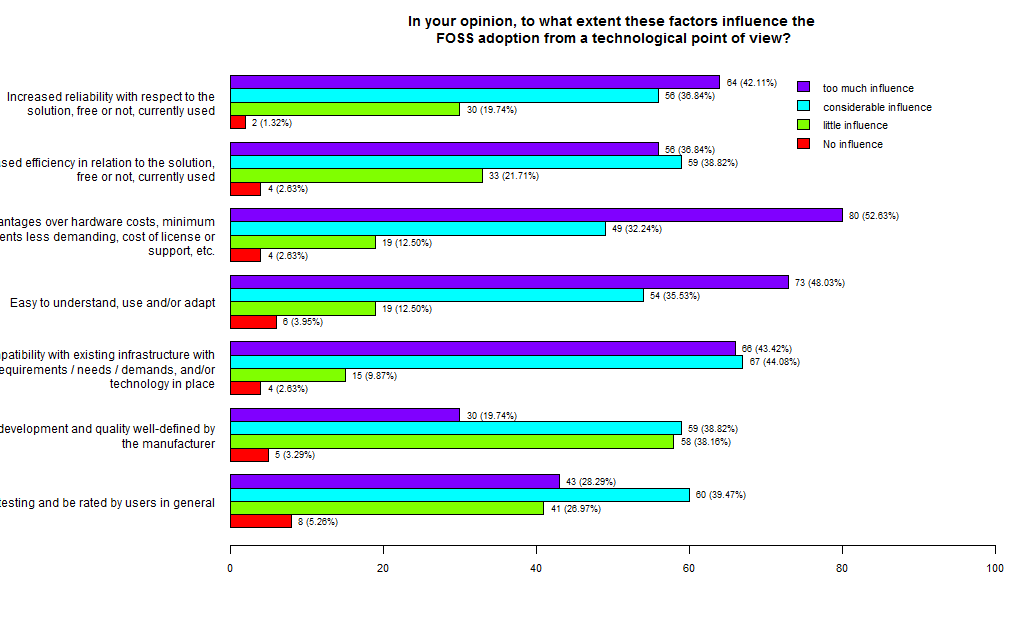 In your opinion, to what extent these factors influence the
FOSS adoption from a technological point of view?
too much influence
considerable influence
little influence
No influence
Increased reliability with respect to the
solution, free or not, currently used
64 (42.11%)
56 (36.84%)
30 (19.74%)
2 (1.32%)
sed efficiency in relation to the solution,
free or not, currently used
56 (36.84%)
59 (38.82%)
33 (21.71%)
4 (2.63%)
antages over hardware costs, minimum
ents less demanding, cost of license or
support, etc.
80 (52.63%)
49 (32.24%)
19 (12.50%)
4 (2.63%)
Easy to understand, use and/or adapt
73 (48.03%)
54 (35.53%)
19 (12.50%)
6 (3.95%)
patibility with existing infrastructure with
equirements / needs / demands, and/or
technology in place
66 (43.42%)
67 (44.08%)
15 (9.87%)
4 (2.63%)
development and quality well-defined by
the manufacturer
30 (19.74%)
59 (38.82%)
58 (38.16%)
5 (3.29%)
testing and be rated by users in general
43 (28.29%)
60 (39.47%)
41 (26.97%)
8 (5.26%)
0 20 40 60 80 100